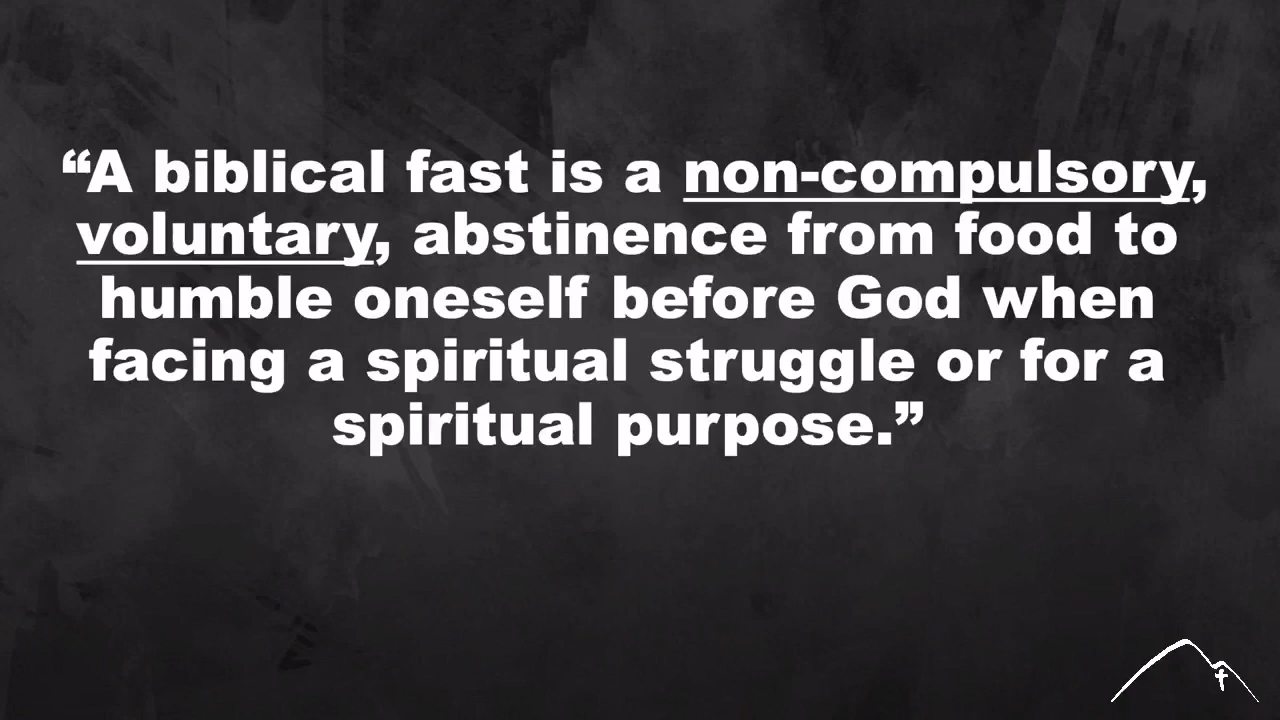 “A biblical fast is a non-compulsory,
voluntary, abstinence from food to
humble oneself before God when
facing a spiritual struggle or for a
spiritual purpose.”